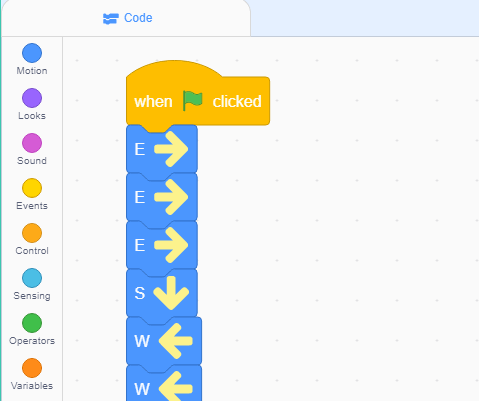 Code
Motion
Looks
Sound
Events
Control
Sensing
Operators
Variables
when clicked
E
E
E
S
W
W